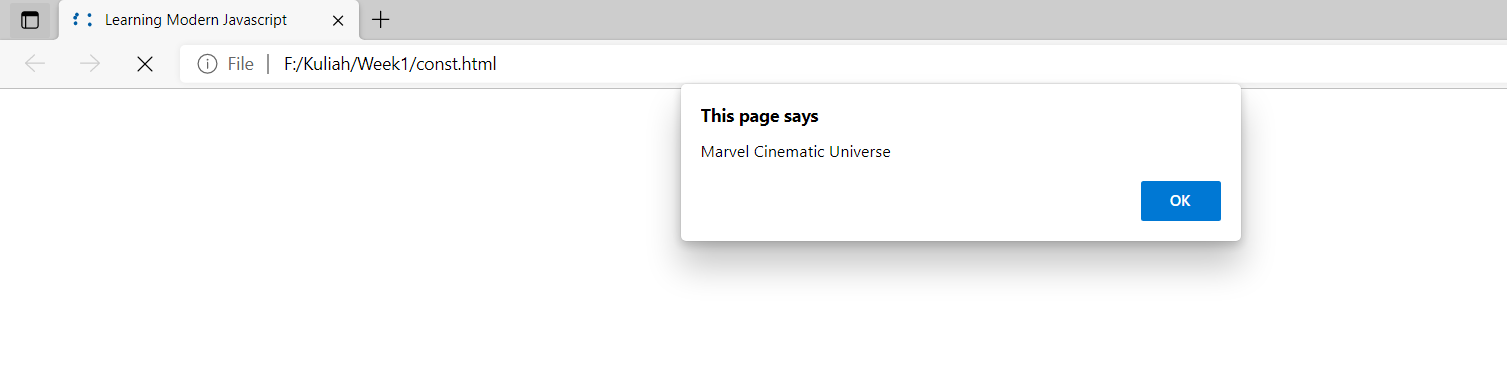 Learning Modern Javascript
File
F:/Kuliah/Week1/const.html
This page says
Marvel Cinematic Universe
OK